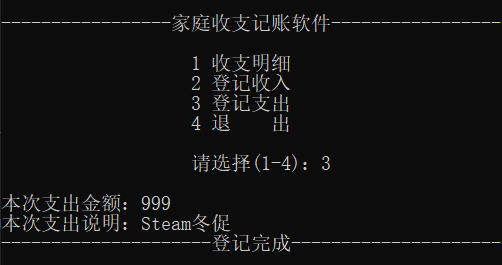 -----------------家庭收支记账软件-----------------
1 收支明细
2 登记收入
3 登记支出
4 退　　出
请选择(1-4)：3
本次支出金额：999
本次支出说明：Steam冬促
---------------------登记完成---------------------